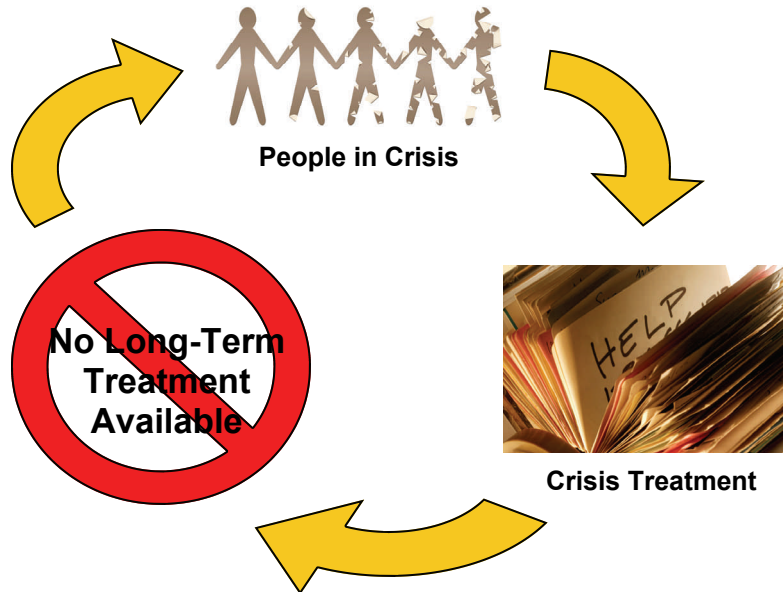 People in Crisis
HELP
No Long-Term
Treatment
Available
Crisis Treatment